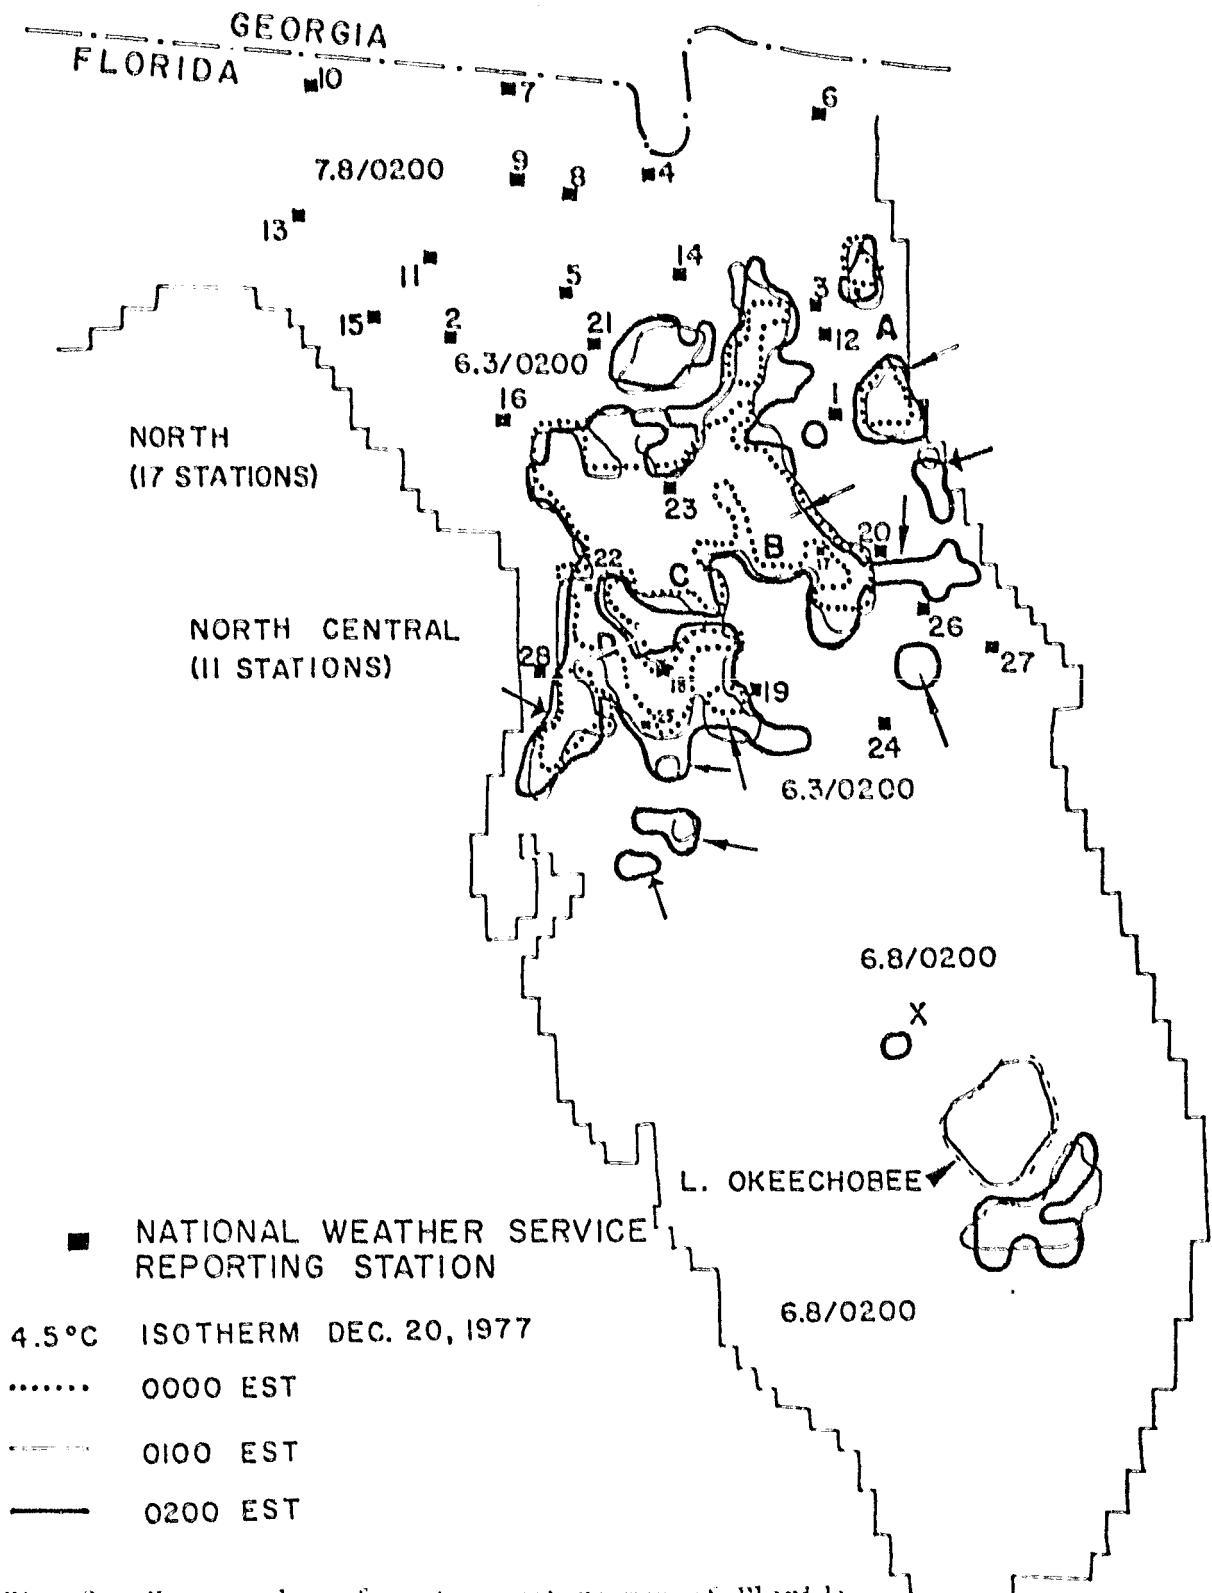 GEORGIA
FLORIDA
10
7
6
7.8/0200
9
8
4
13
11
5
14
3
15
2
21
12
A
6.3/0200
16
1
NORTH
(17 STATIONS)
23
20
B
17
22
C
26
NORTH CENTRAL
(11 STATIONS)
28
D
27
18
19
25
24
6.3/0200
6.8/0200
X
L. OKEECHOBEE
NATIONAL WEATHER SERVICE
REPORTING STATION
6.8/0200
4.5°C ISOTHERM DEC. 20, 1977
0000 EST
0100 EST
0200 EST